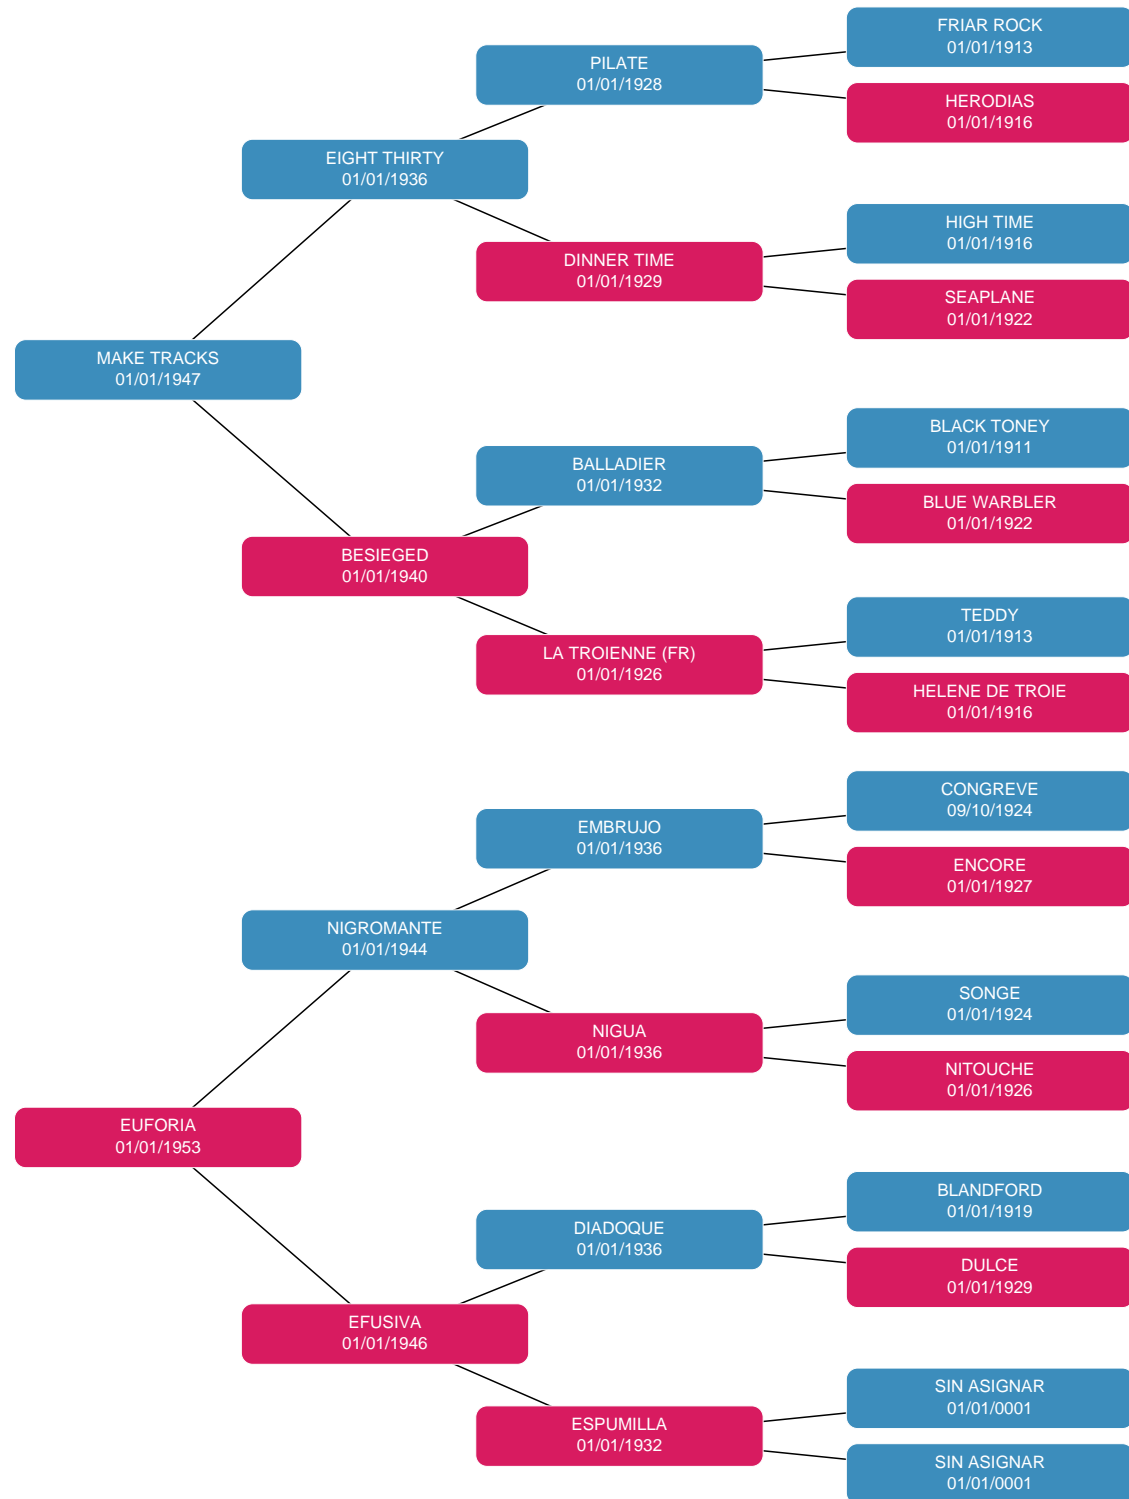 FRIAR ROCK
01/01/1913
PILATE
01/01/1928
HERODIAS
01/01/1916
EIGHT THIRTY
01/01/1936
HIGH TIME
01/01/1916
DINNER TIME
01/01/1929
SEAPLANE
01/01/1922
MAKE TRACKS
01/01/1947
BLACK TONEY
01/01/1911
BALLADIER
01/01/1932
BLUE WARBLER
01/01/1922
BESIEGED
01/01/1940
TEDDY
01/01/1913
LA TROIENNE (FR)
01/01/1926
HELENE DE TROIE
01/01/1916
CONGREVE
09/10/1924
EMBRUJO
01/01/1936
ENCORE
01/01/1927
NIGROMANTE
01/01/1944
SONGE
01/01/1924
NIGUA
01/01/1936
NITOUCHE
01/01/1926
EUFORIA
01/01/1953
BLANDFORD
01/01/1919
DIADOQUE
01/01/1936
DULCE
01/01/1929
EFUSIVA
01/01/1946
SIN ASIGNAR
01/01/0001
ESPUMILLA
01/01/1932
SIN ASIGNAR
01/01/0001